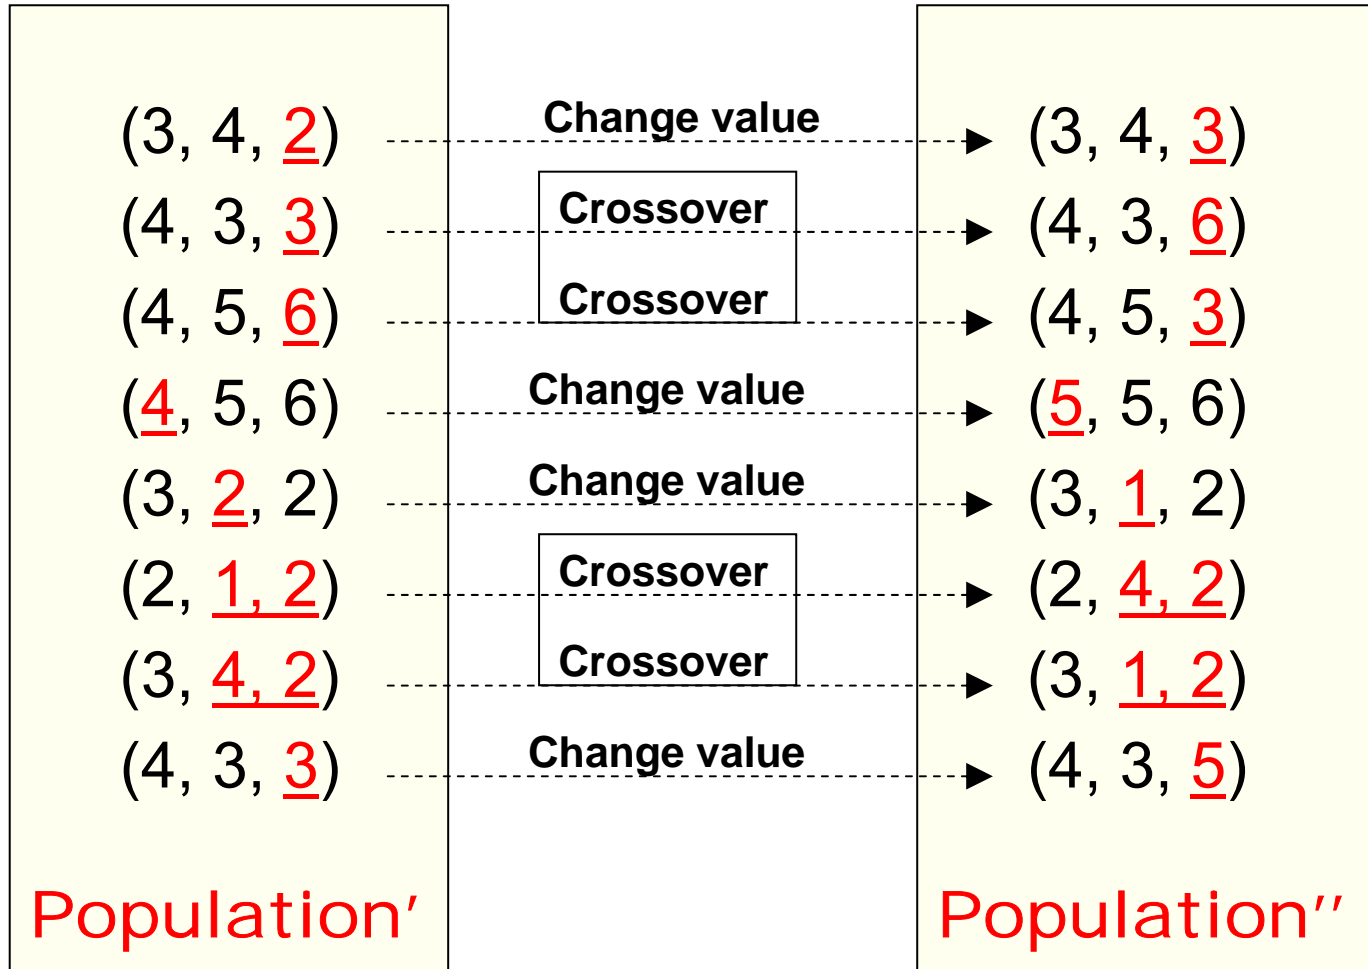 (3, 4, 2) Change value (3, 4, 3)
(4, 3, 3) Crossover (4, 3, 6)
(4, 5, 6) Crossover (4, 5, 3)
(4, 5, 6) Change value (5, 5, 6)
(3, 2, 2) Change value (3, 1, 2)
(2, 1, 2) Crossover (2, 4, 2)
(3, 4, 2) Crossover (3, 1, 2)
(4, 3, 3) Change value (4, 3, 5)
Population' Population''